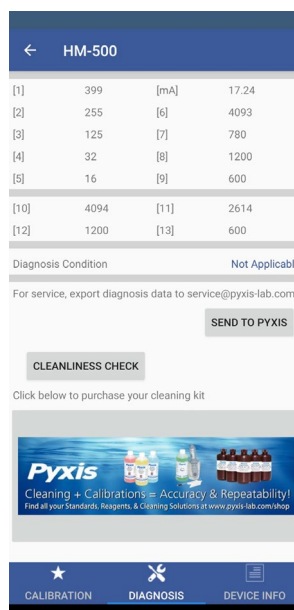 ← HM-500
[1] 399 [mA] 17.24
[2] 255 [6] 4093
[3] 125 [7] 780
[4] 32 [8] 1200
[5] 16 [9] 600
[10] 4094 [11] 2614
[12] 1200 [13] 600
Diagnosis Condition Not Applicabl
For service, export diagnosis data to service@pyxis-lab.com
SEND TO PYXIS
CLEANLINESS CHECK
Click below to purchase your cleaning kit
Pyxis
Cleaning + Calibrations = Accuracy & Repeatability!
Find all your Standards, Reagents, & Cleaning Solutions at www.pyxis-lab.com/shop
CALIBRATION DIAGNOSIS DEVICE INFO